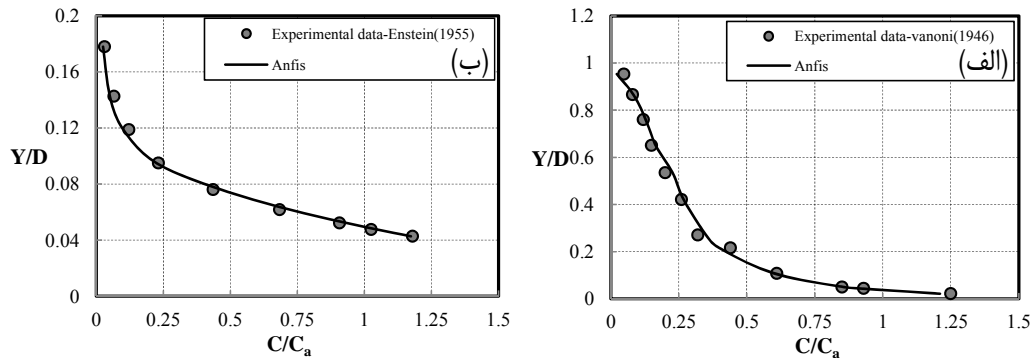 0.2
0.16
0.12
0.08
0.04
0
Y/D
0
0.25
0.5
0.75
1
1.25
1.5
C/Ca
Experimental data-Enstein(1955)
Anfis
(ب)
1.2
1
0.8
0.6
0.4
0.2
0
Y/D
0
0.25
0.5
0.75
1
1.25
1.5
C/Ca
Experimental data-vanoni(1946)
Anfis
(الف)